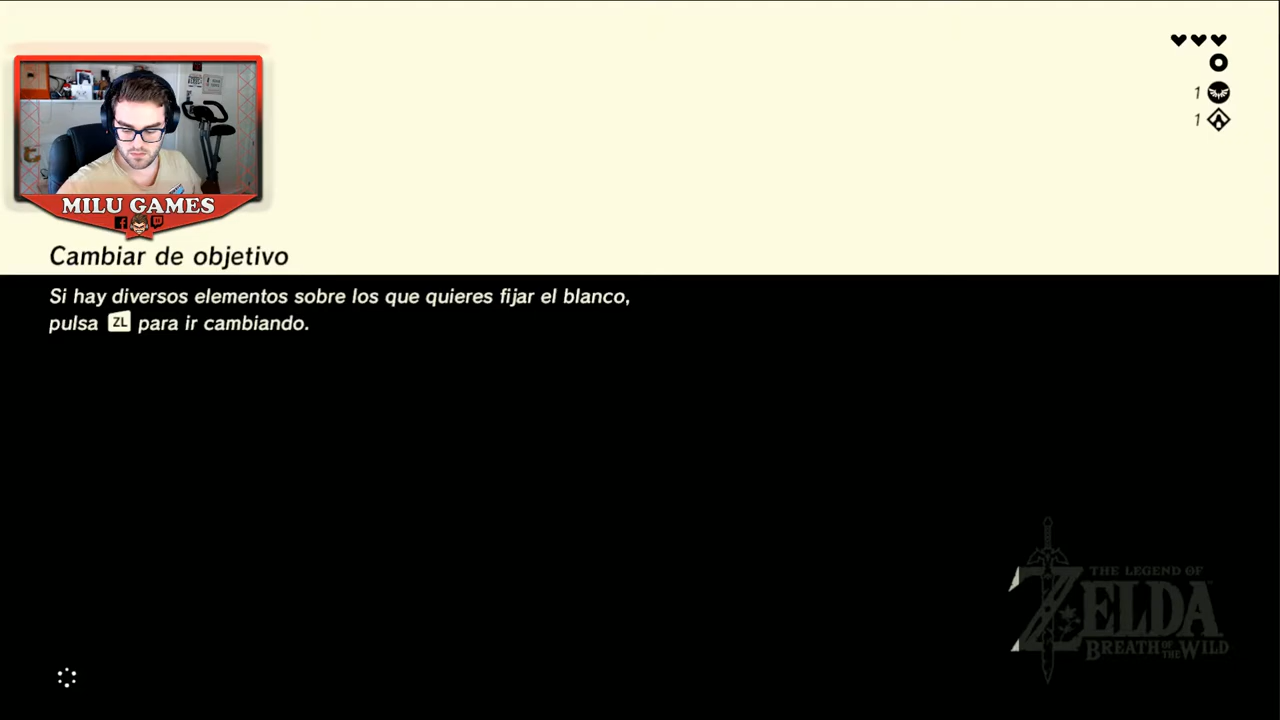 1
1
MILU GAMES
Cambiar de objetivo
Si hay diversos elementos sobre los que quieres fijar el blanco,
pulsa ZL para ir cambiando.
THE LEGEND OF
ZELDA
BREATH OF THE WILD